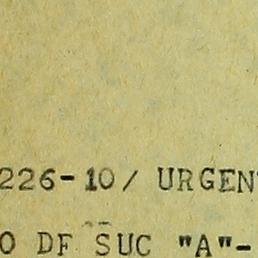 226-10/ URGEN
O DF SUC "A"-